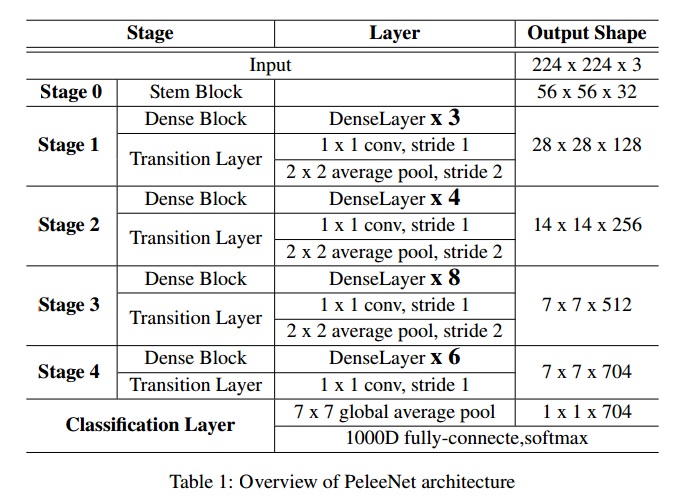 Stage Layer Output Shape
Input 224 x 224 x 3
Stage 0 Stem Block 56 x 56 x 32
Stage 1 Dense Block DenseLayer x 3 28 x 28 x 128
Transition Layer 1 x 1 conv, stride 1
2 x 2 average pool, stride 2
Stage 2 Dense Block DenseLayer x 4 14 x 14 x 256
Transition Layer 1 x 1 conv, stride 1
2 x 2 average pool, stride 2
Stage 3 Dense Block DenseLayer x 8 7 x 7 x 512
Transition Layer 1 x 1 conv, stride 1
2 x 2 average pool, stride 2
Stage 4 Dense Block DenseLayer x 6 7 x 7 x 704
Transition Layer 1 x 1 conv, stride 1
Classification Layer 7 x 7 global average pool 1 x 1 x 704
1000D fully-connecte,softmax
Table 1: Overview of PeleeNet architecture